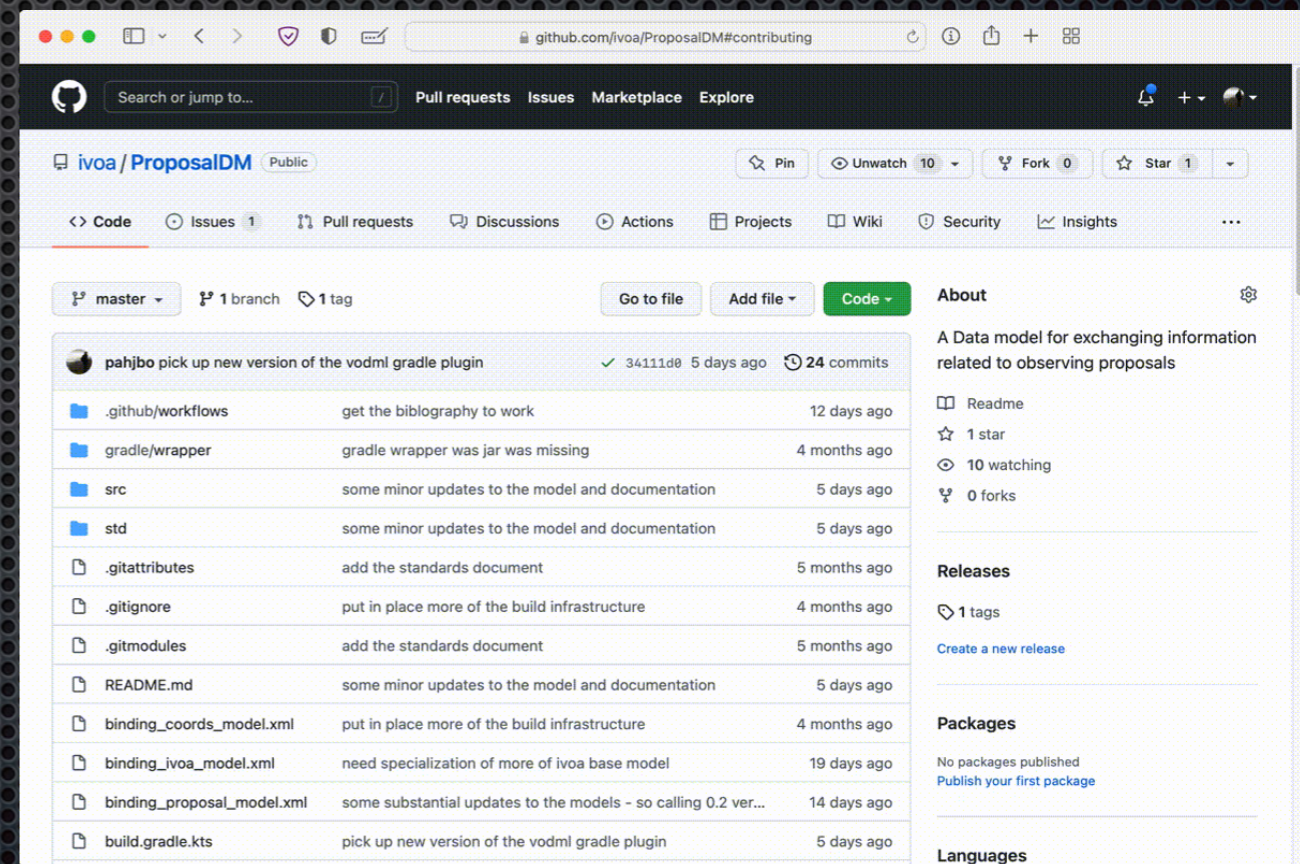 github.com/ivoa/ProposalDM#contributing
Search or jump to... /
Pull requests Issues Marketplace Explore
ivoa / ProposalDM Public
Pin Unwatch 10 Fork 0 Star 1
Code Issues 1 Pull requests Discussions Actions Projects Wiki Security Insights
master 1 branch 1 tag Go to file Add file Code
pahjbo pick up new version of the vodml gradle plugin 34111d0 5 days ago 24 commits
.github/workflows get the biblography to work 12 days ago
gradle/wrapper gradle wrapper was jar was missing 4 months ago
src some minor updates to the model and documentation 5 days ago
std some minor updates to the model and documentation 5 days ago
.gitattributes add the standards document 5 months ago
.gitignore put in place more of the build infrastructure 4 months ago
.gitmodules add the standards document 5 months ago
README.md some minor updates to the model and documentation 5 days ago
binding_coords_model.xml put in place more of the build infrastructure 4 months ago
binding_ivoa_model.xml need specialization of more of ivoa base model 19 days ago
binding_proposal_model.xml some substantial updates to the models - so calling 0.2 ver... 14 days ago
build.gradle.kts pick up new version of the vodml gradle plugin 5 days ago
About
A Data model for exchanging information
related to observing proposals
Readme
1 star
10 watching
0 forks
Releases
1 tags
Create a new release
Packages
No packages published
Publish your first package
Languages